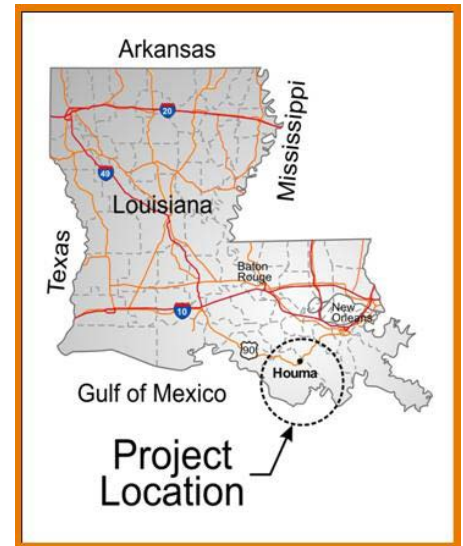 Arkansas
20
Mississippi
49
Louisiana
Texas
Baton
Rouge
New
Orleans
10
90
Houma
Gulf of Mexico
Project
Location